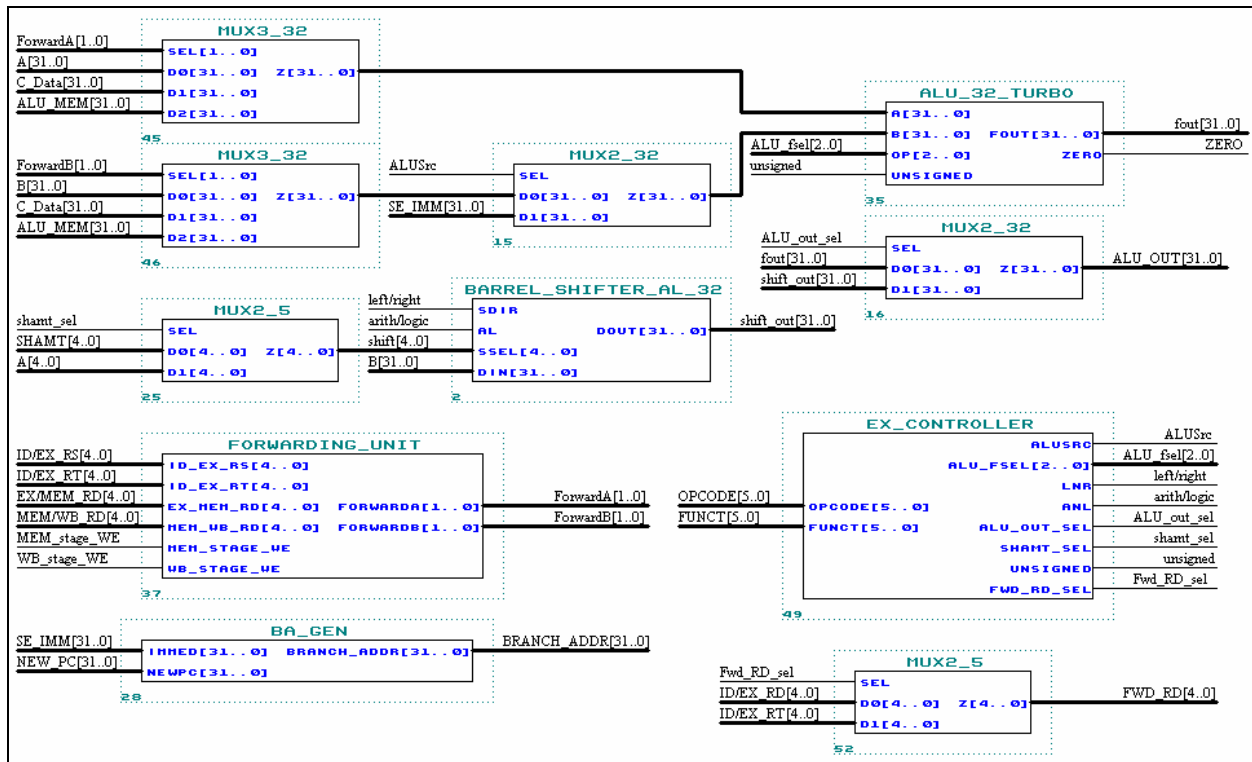 MUX3_32
ForwardA[1..0]
SEL[1..0]
A[31..0]
D0[31..0] Z[31..0]
C_Data[31..0]
D1[31..0]
ALU_MEM[31..0]
D2[31..0]
45
MUX3_32
ForwardB[1..0]
SEL[1..0]
B[31..0]
D0[31..0] Z[31..0]
C_Data[31..0]
D1[31..0]
ALU_MEM[31..0]
D2[31..0]
46
MUX2_32
ALUSrc
SEL
D0[31..0] Z[31..0]
SE_IMM[31..0]
D1[31..0]
15
ALU_32_TURBO
A[31..0]
B[31..0] FOUT[31..0]
fout[31..0]
ALU_fsel[2..0]
OP[2..0] ZERO
ZERO
unsigned
UNSIGNED
35
MUX2_32
ALU_out_sel
SEL
fout[31..0]
D0[31..0] Z[31..0]
ALU_OUT[31..0]
shift_out[31..0]
D1[31..0]
16
MUX2_5
shamt_sel
SEL
SHAMT[4..0]
D0[4..0] Z[4..0]
A[4..0]
D1[4..0]
25
BARREL_SHIFTER_AL_32
left/right
SDIR
arith/logic
AL DOUT[31..0]
shift_out[31..0]
shift[4..0]
SSEL[4..0]
B[31..0]
DIN[31..0]
2
FORWARDING_UNIT
ID/EX_RS[4..0]
ID_EX_RS[4..0]
ID/EX_RT[4..0]
ID_EX_RT[4..0]
EX/MEM_RD[4..0]
EX_MEM_RD[4..0] FORWARDA[1..0]
ForwardA[1..0]
MEM/WB_RD[4..0]
MEM_WB_RD[4..0] FORWARDB[1..0]
ForwardB[1..0]
MEM_stage_WE
MEM_STAGE_WE
WB_stage_WE
WB_STAGE_WE
37
EX_CONTROLLER
ALUSRC
ALUSrc
ALU_FSEL[2..0]
ALU_fsel[2..0]
LNR
left/right
OPCODE[5..0]
OPCODE[5..0] ANL
arith/logic
FUNCT[5..0]
FUNCT[5..0] ALU_OUT_SEL
ALU_out_sel
SHAMT_SEL
shamt_sel
UNSIGNED
unsigned
FWD_RD_SEL
Fwd_RD_sel
49
BA_GEN
SE_IMM[31..0]
IMMED[31..0] BRANCH_ADDR[31..0]
BRANCH_ADDR[31..0]
NEW_PC[31..0]
NEWPC[31..0]
28
MUX2_5
Fwd_RD_sel
SEL
ID/EX_RD[4..0]
D0[4..0] Z[4..0]
FWD_RD[4..0]
ID/EX_RT[4..0]
D1[4..0]
52